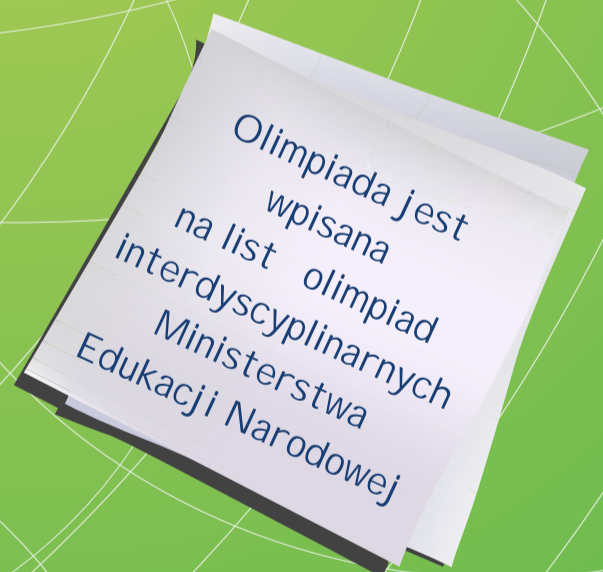 Olimpiada jest
wpisana
na list olimpiad
interdyscyplinarnych
Ministerstwa
Edukacji Narodowej